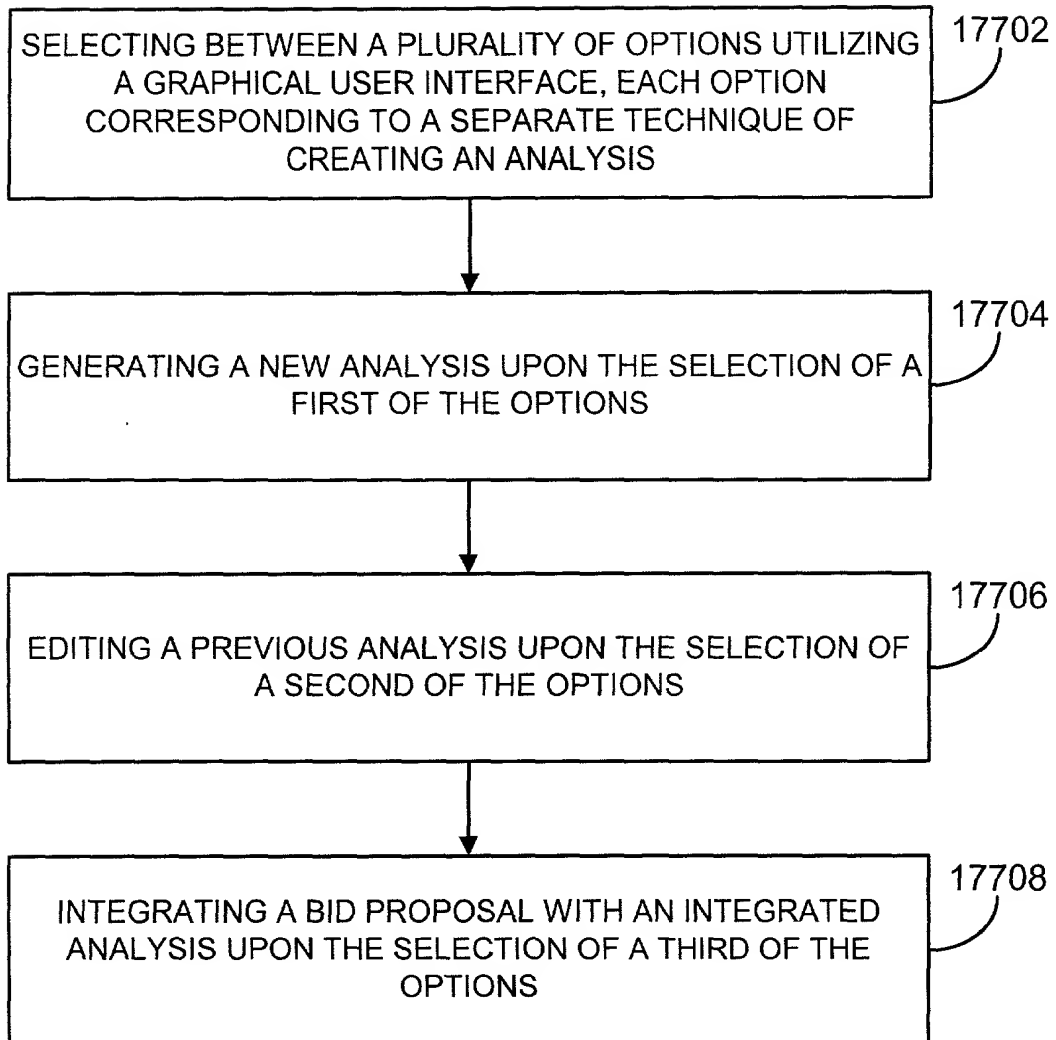 SELECTING BETWEEN A PLURALITY OF OPTIONS UTILIZING
A GRAPHICAL USER INTERFACE, EACH OPTION
CORRESPONDING TO A SEPARATE TECHNIQUE OF
CREATING AN ANALYSIS
17702
GENERATING A NEW ANALYSIS UPON THE SELECTION OF A
FIRST OF THE OPTIONS
17704
EDITING A PREVIOUS ANALYSIS UPON THE SELECTION OF
A SECOND OF THE OPTIONS
17706
INTEGRATING A BID PROPOSAL WITH AN INTEGRATED
ANALYSIS UPON THE SELECTION OF A THIRD OF THE
OPTIONS
17708